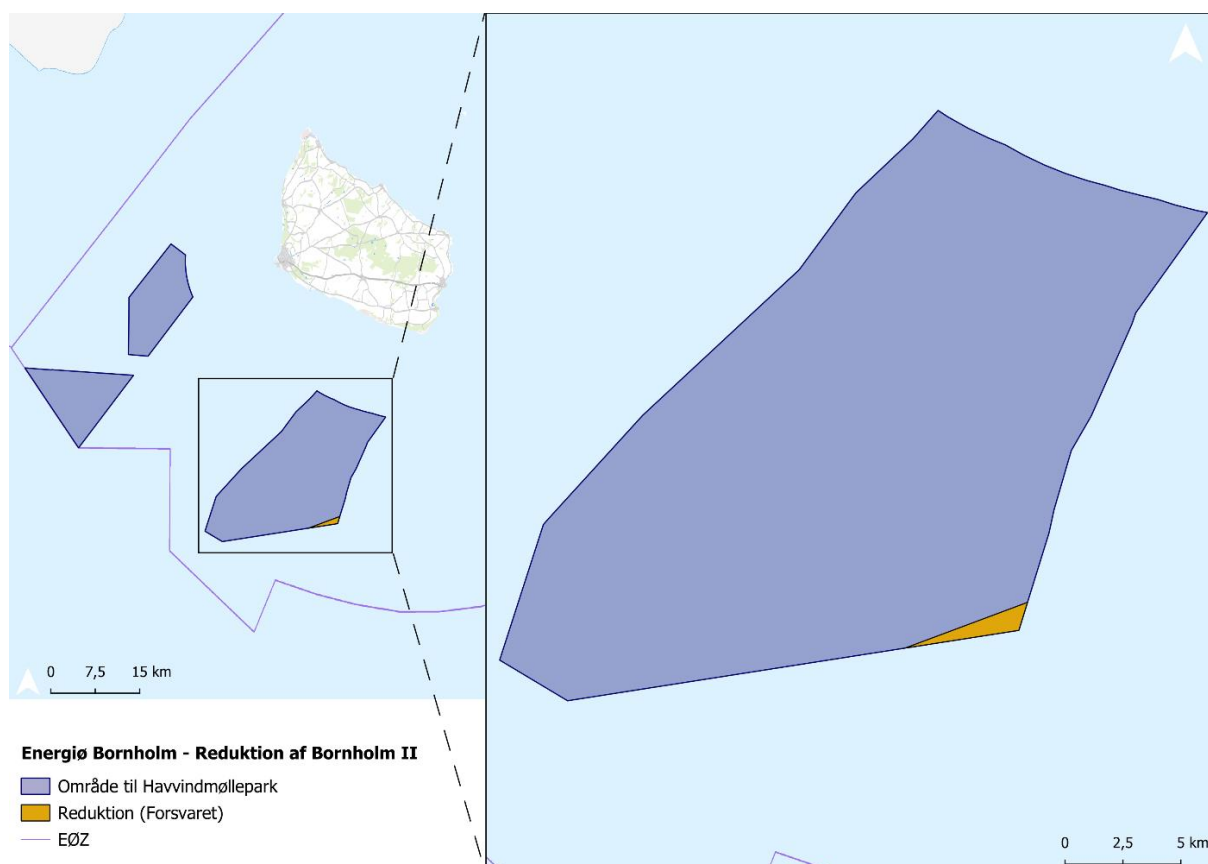 0 7,5 15 km
Energiø Bornholm - Reduktion af Bornholm II
Område til Havvindmøllepark
Reduktion (Forsvaret)
EØZ
0 2,5 5 km